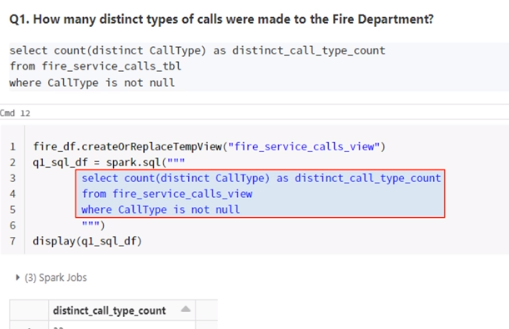 Q1. How many distinct types of calls were made to the Fire Department?
select count(distinct CallType) as distinct_call_type_count
from fire_service_calls_tbl
where CallType is not null
Cmd 12
1 fire_df.createOrReplaceTempView("fire_service_calls_view")
2 q1_sql_df = spark.sql("""
3 select count(distinct CallType) as distinct_call_type_count
4 from fire_service_calls_view
5 where CallType is not null
6 """)
7 display(q1_sql_df)
(3) Spark Jobs
distinct_call_type_count